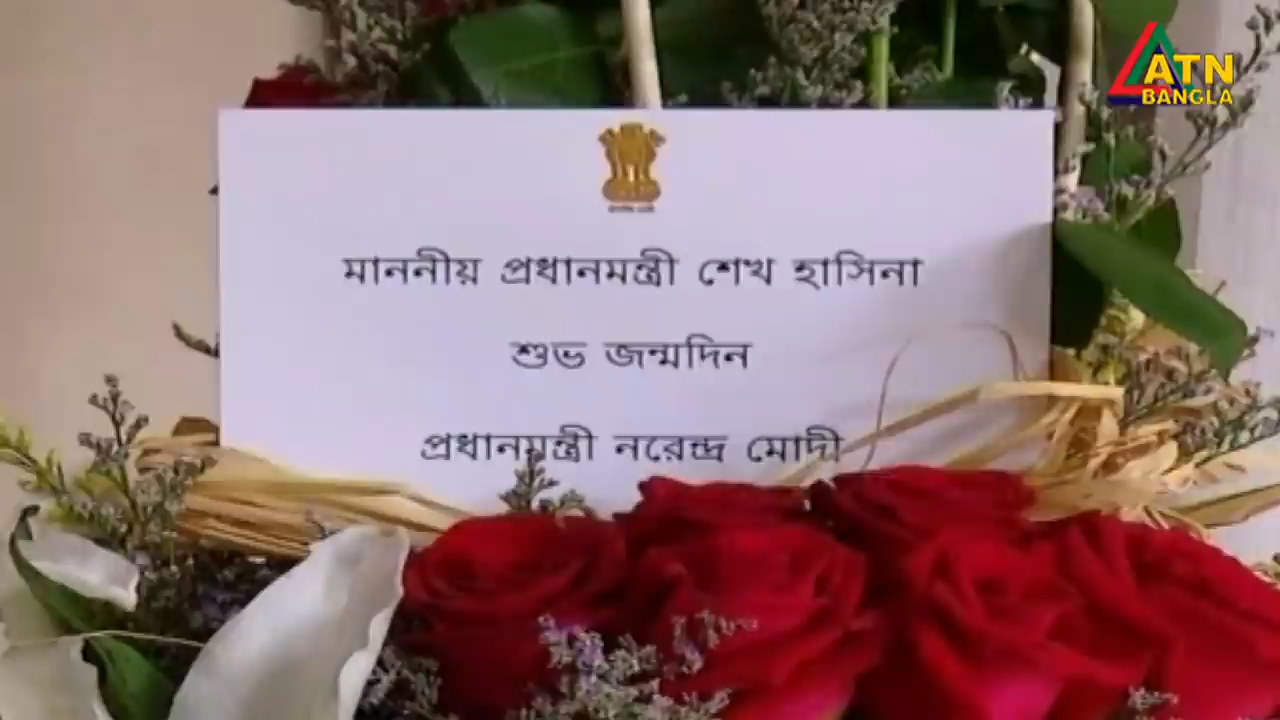 ATN
BANGLA
মাননীয় প্রধানমন্ত্রী শেখ হাসিনা
শুভ জন্মদিন
প্রধানমন্ত্রী নরেন্দ্র মোদী